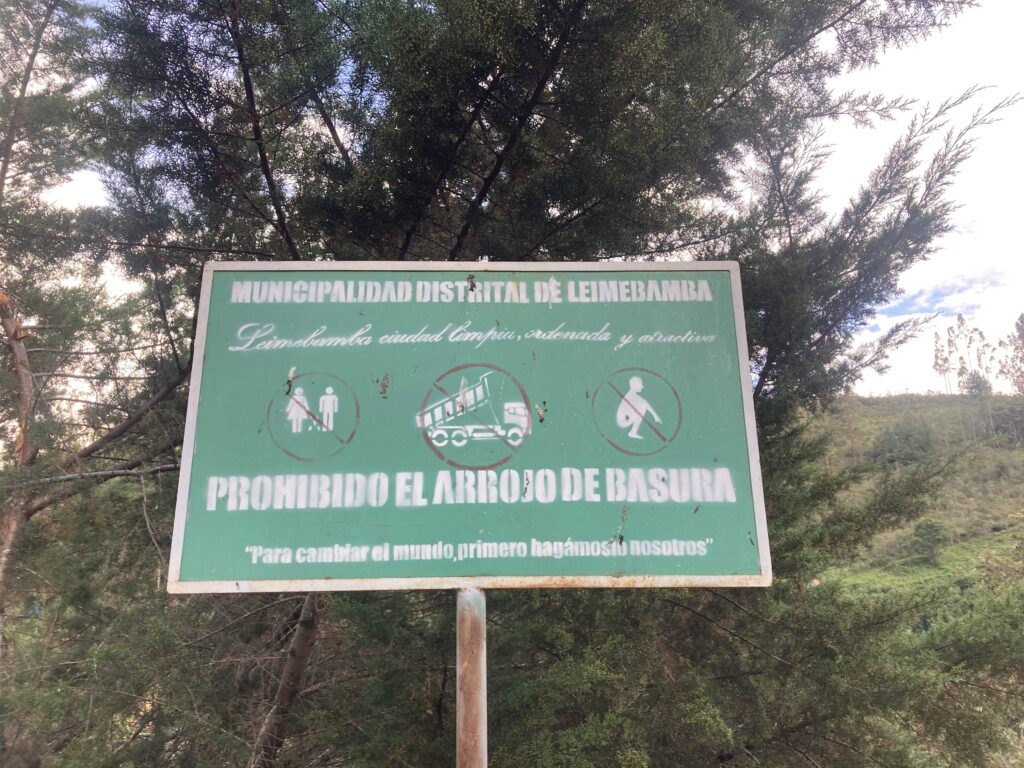 MUNICIPALIDAD DISTRITAL DE LEIMEBAMBA
Leimebamba ciudad limpia, ordenada y atractiva
PROHIBIDO EL ARROJO DE BASURA
"Para cambiar el mundo,primero hagámoslo nosotros"